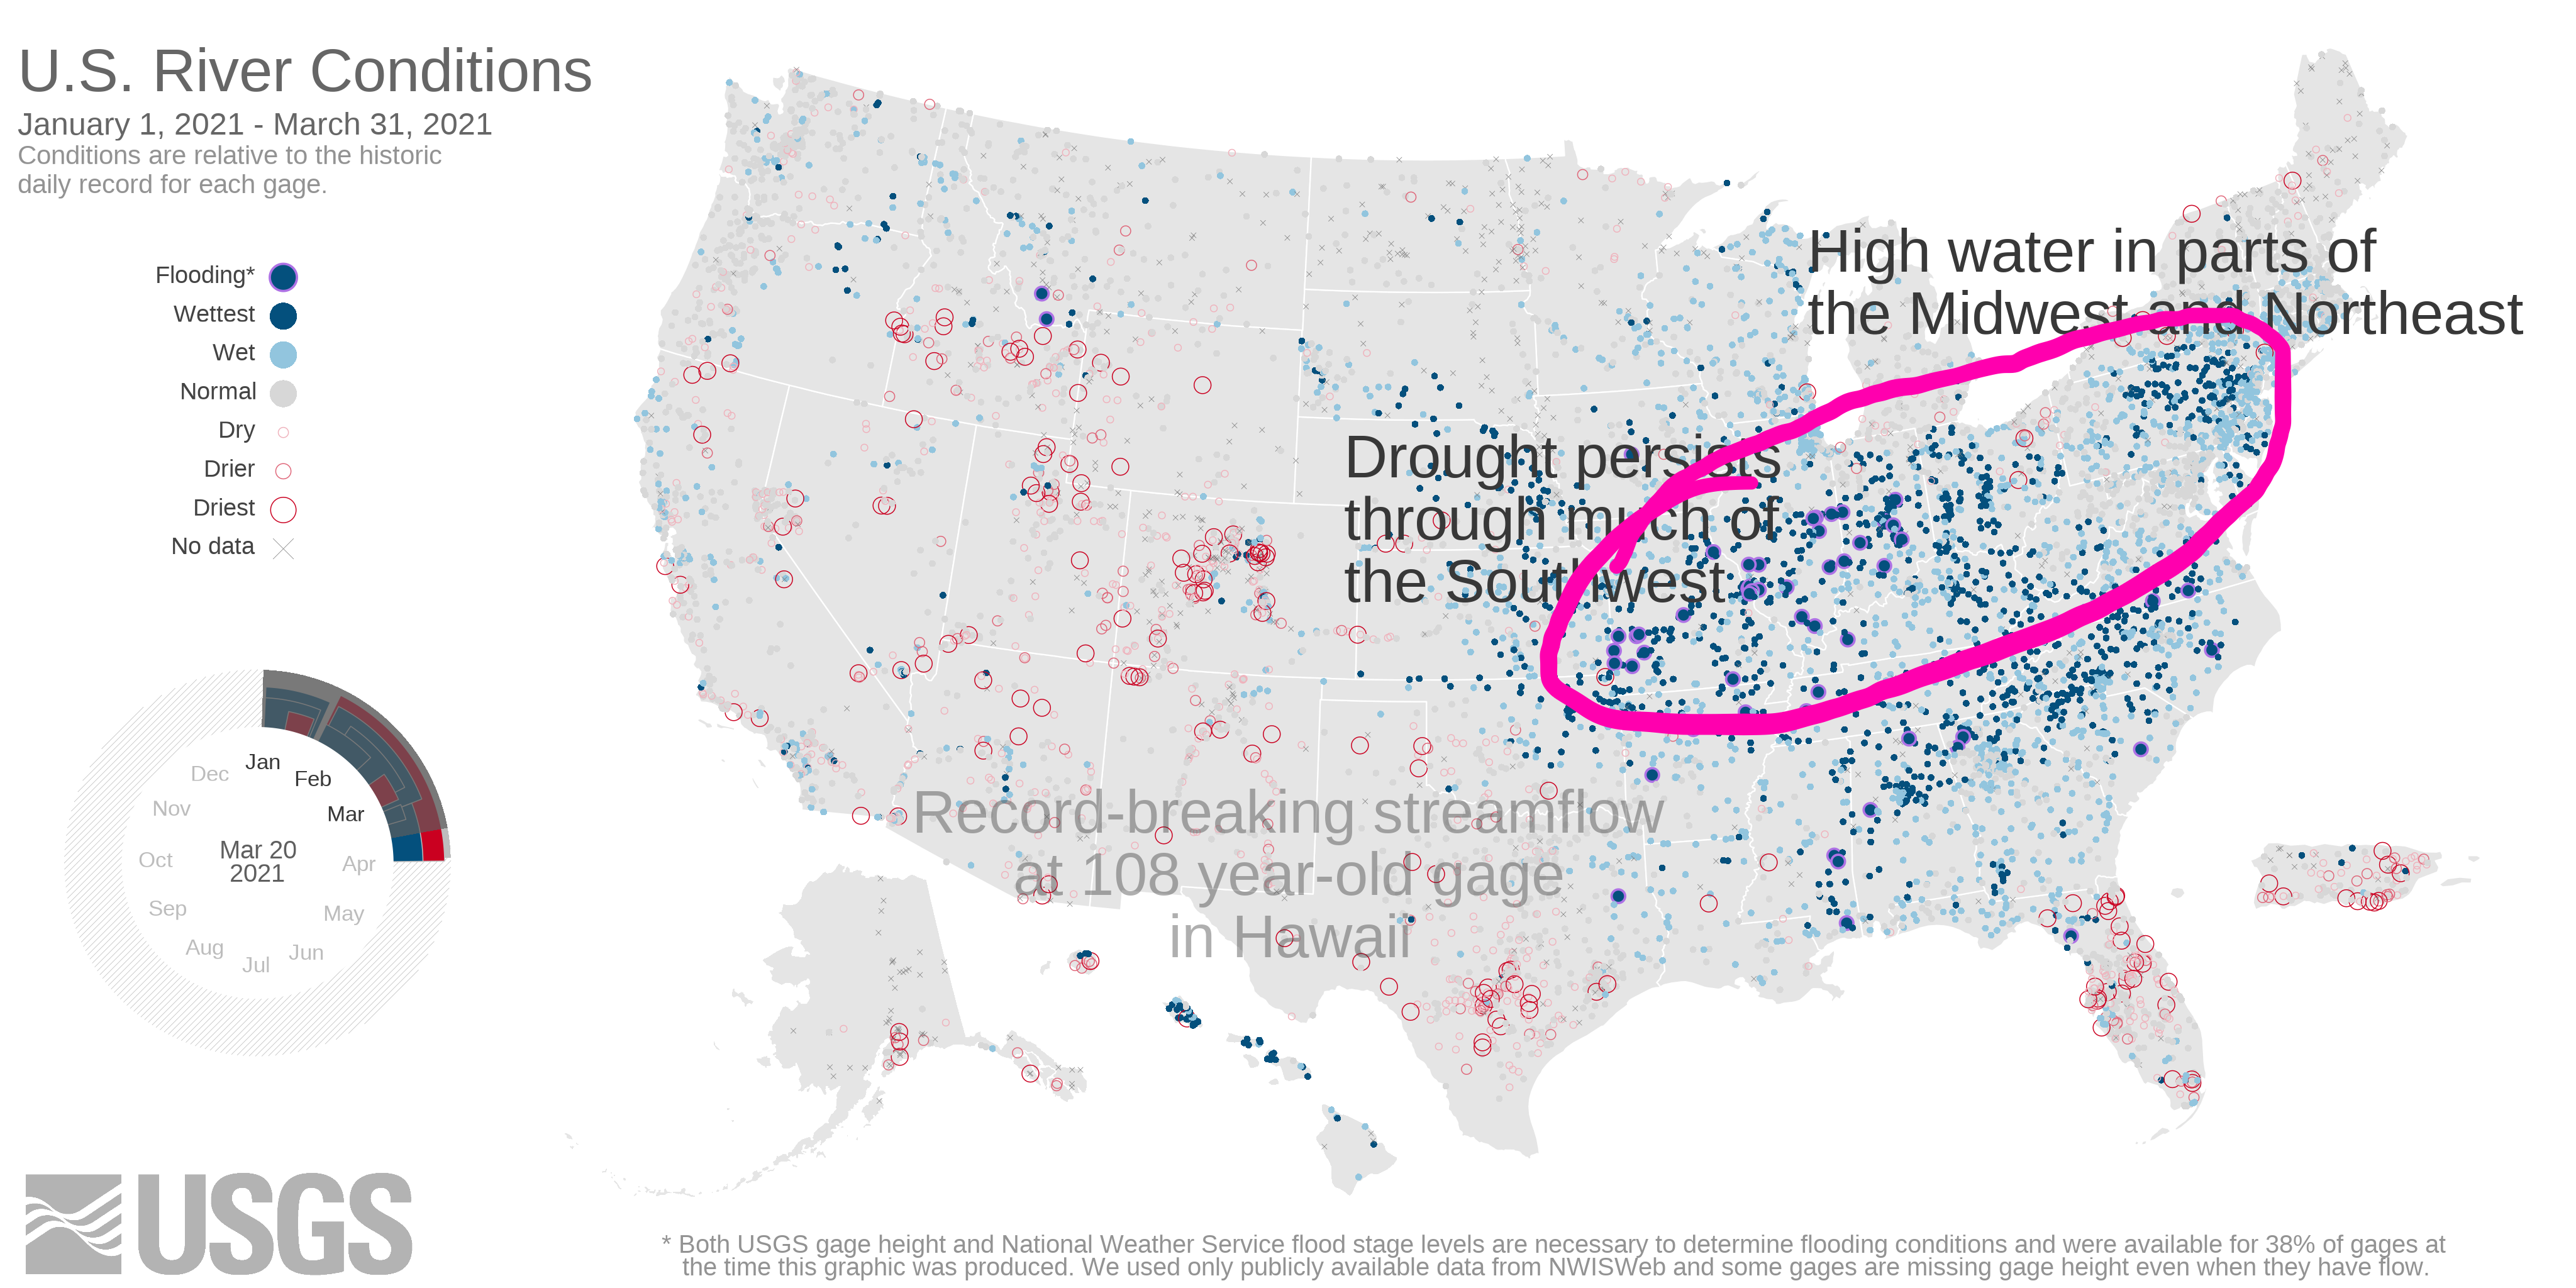 U.S. River Conditions
January 1, 2021 - March 31, 2021
Conditions are relative to the historic
daily record for each gage.
Flooding*
Wettest
Wet
Normal
Dry
Drier
Driest
No data
High water in parts of
the Midwest and Northeast
Drought persists
through much of
the Southwest
Record-breaking streamflow
at 108 year-old gage
in Hawaii
Jan
Feb
Mar
Apr
May
Jun
Jul
Aug
Sep
Oct
Nov
Dec
Mar 20
2021
USGS
* Both USGS gage height and National Weather Service flood stage levels are necessary to determine flooding conditions and were available for 38% of gages at
the time this graphic was produced. We used only publicly available data from NWISWeb and some gages are missing gage height even when they have flow.